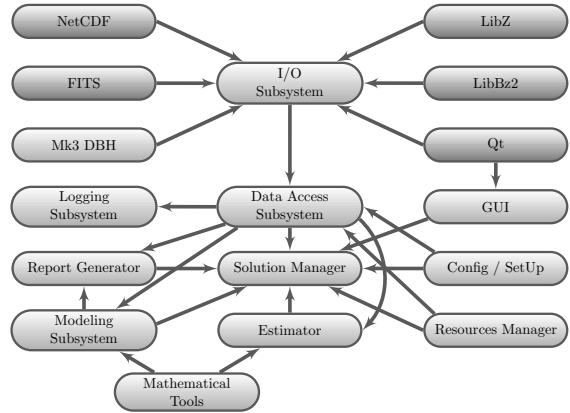 NetCDF
LibZ
FITS
I/O
Subsystem
LibBz2
Mk3 DBH
Qt
Logging
Subsystem
Data Access
Subsystem
GUI
Report Generator
Solution Manager
Config / SetUp
Modeling
Subsystem
Estimator
Resources Manager
Mathematical
Tools